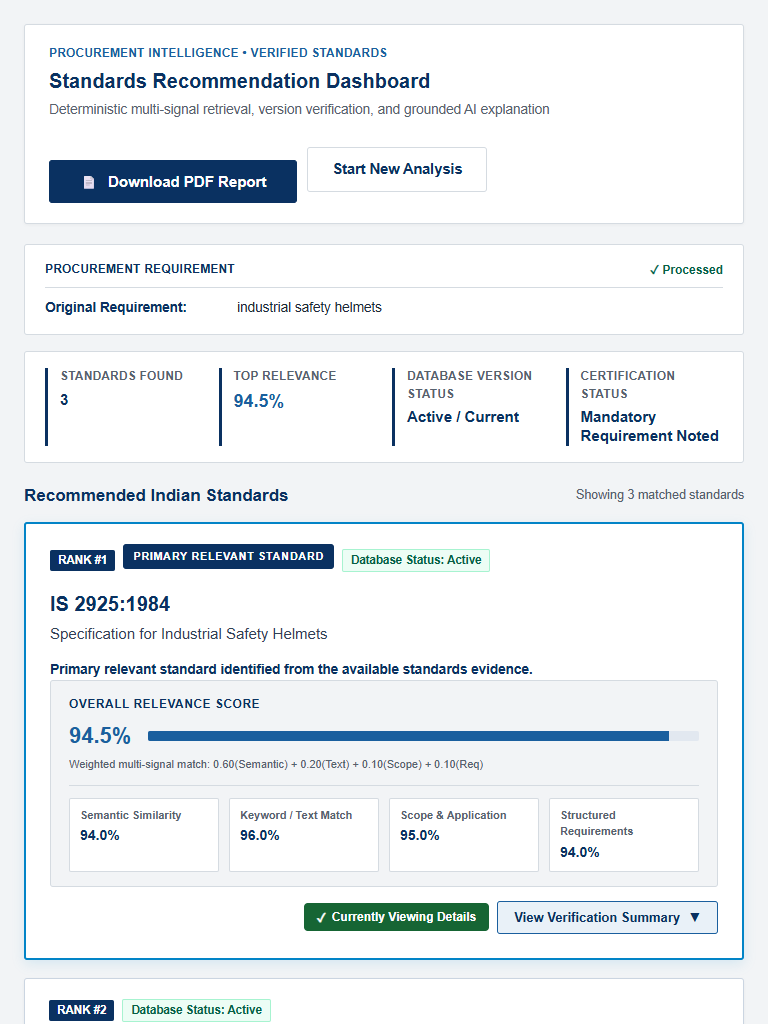 PROCUREMENT INTELLIGENCE • VERIFIED STANDARDS
Standards Recommendation Dashboard
Deterministic multi-signal retrieval, version verification, and grounded AI explanation
Download PDF Report
Start New Analysis
PROCUREMENT REQUIREMENT
✓ Processed
Original Requirement: industrial safety helmets
STANDARDS FOUND
3
TOP RELEVANCE
94.5%
DATABASE VERSION
STATUS
Active / Current
CERTIFICATION
STATUS
Mandatory
Requirement Noted
Recommended Indian Standards
Showing 3 matched standards
RANK #1
PRIMARY RELEVANT STANDARD
Database Status: Active
IS 2925:1984
Specification for Industrial Safety Helmets
Primary relevant standard identified from the available standards evidence.
OVERALL RELEVANCE SCORE
94.5%
Weighted multi-signal match: 0.60(Semantic) + 0.20(Text) + 0.10(Scope) + 0.10(Req)
Semantic Similarity
94.0%
Keyword / Text Match
96.0%
Scope & Application
95.0%
Structured
Requirements
94.0%
✓ Currently Viewing Details
View Verification Summary ▼
RANK #2
Database Status: Active